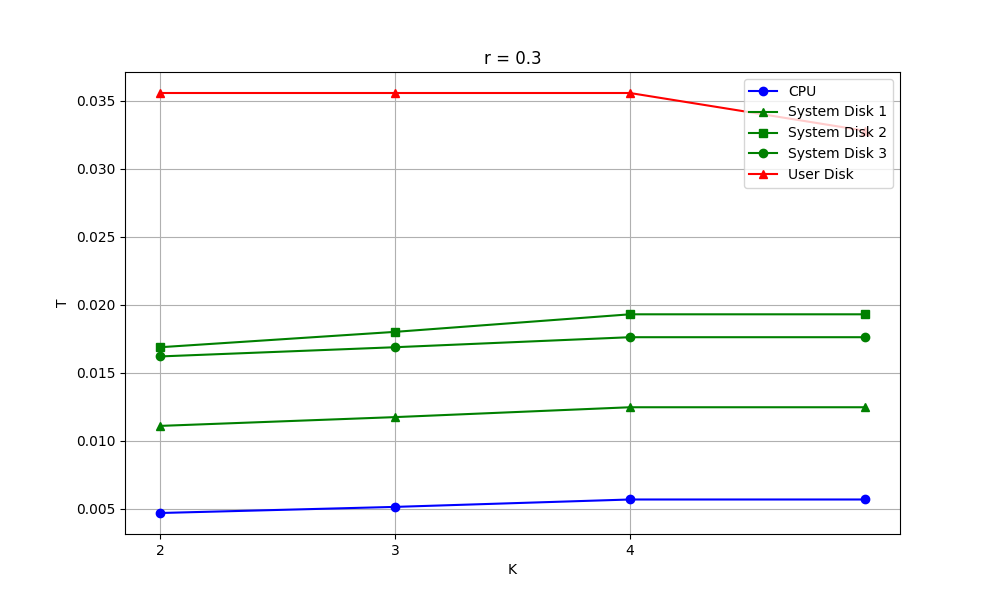 r = 0.3
T
0.035
0.030
0.025
0.020
0.015
0.010
0.005
CPU
System Disk 1
System Disk 2
System Disk 3
User Disk
2
3
4
K